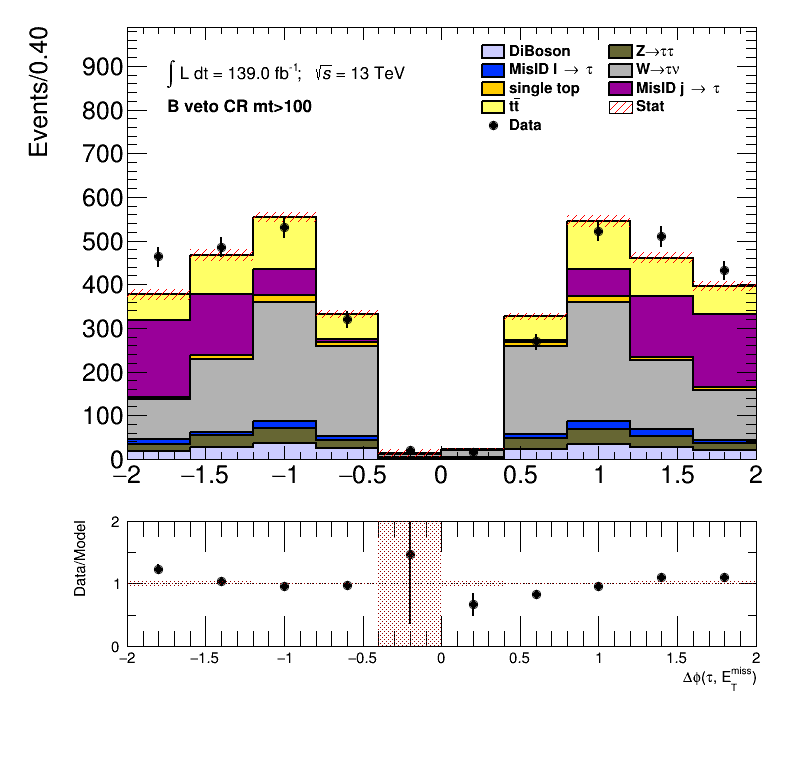 Events/0.40
∫ L dt = 139.0 fb⁻¹; √s = 13 TeV
B veto CR mt>100
DiBoson
Z→ττ
MisID l → τ
W→τν
single top
MisID j → τ
tt̄
Stat
Data
900
800
700
600
500
400
300
200
100
0
−2 −1.5 −1 −0.5 0 0.5 1 1.5 2
Data/Model
2
1
0
−2 −1.5 −1 −0.5 0 0.5 1 1.5 2
Δϕ(τ, E_T^miss)